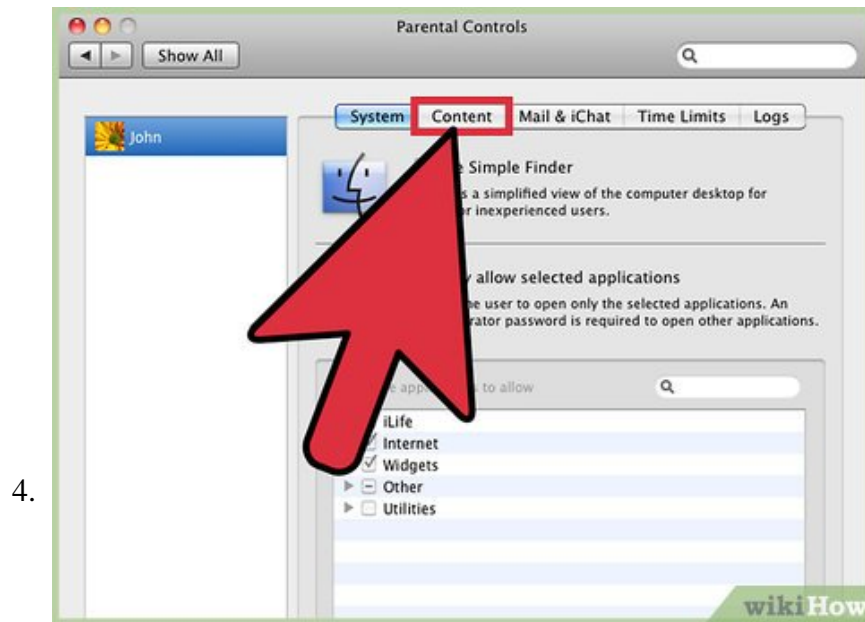 Parental Controls
Show All
John
System Content Mail & iChat Time Limits Logs
Simple Finder
a simplified view of the computer desktop for
inexperienced users.
allow selected applications
user to open only the selected applications. An
password is required to open other applications.
to allow
iLife
Internet
Widgets
Other
Utilities
4.
wikiHow